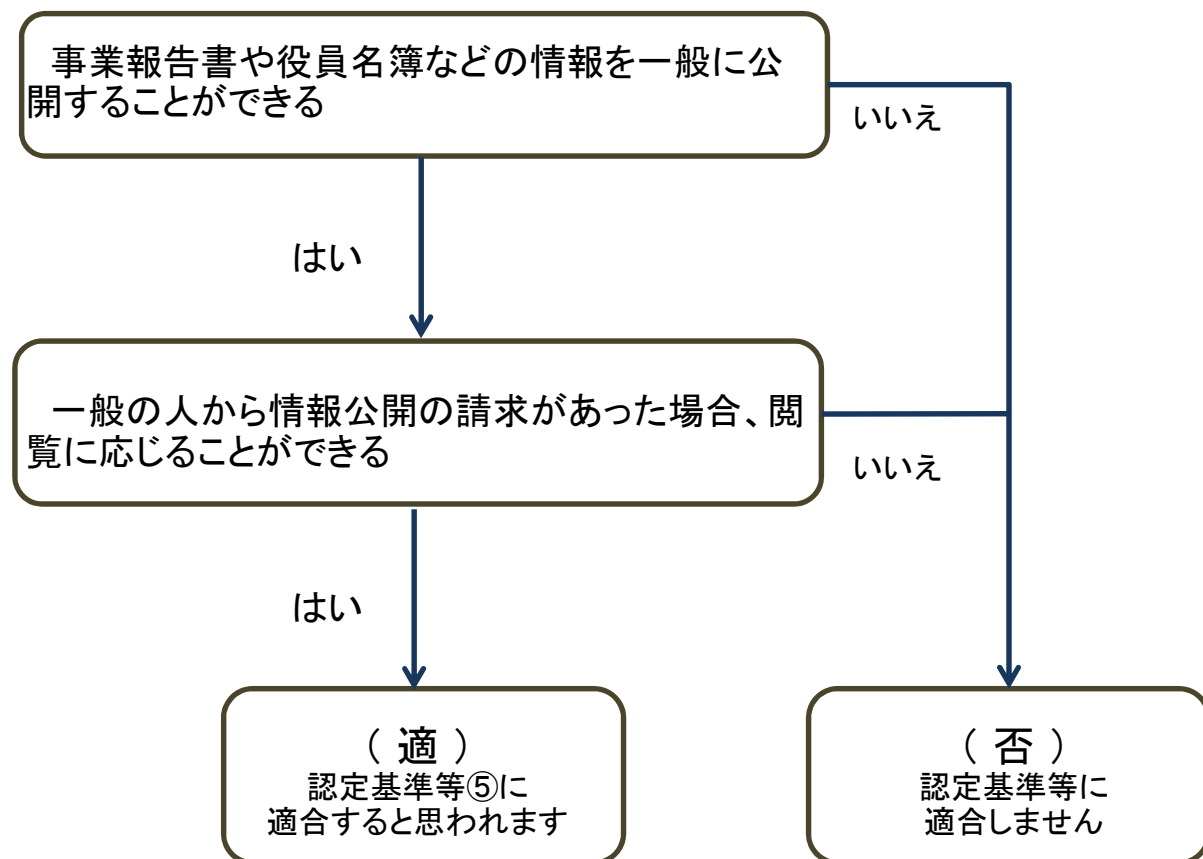 事業報告書や役員名簿などの情報を一般に公
開することができる
いいえ
はい
一般の人から情報公開の請求があった場合、閲
覧に応じることができる
いいえ
はい
（ 適 ）
認定基準等⑤に
適合すると思われます
（ 否 ）
認定基準等に
適合しません